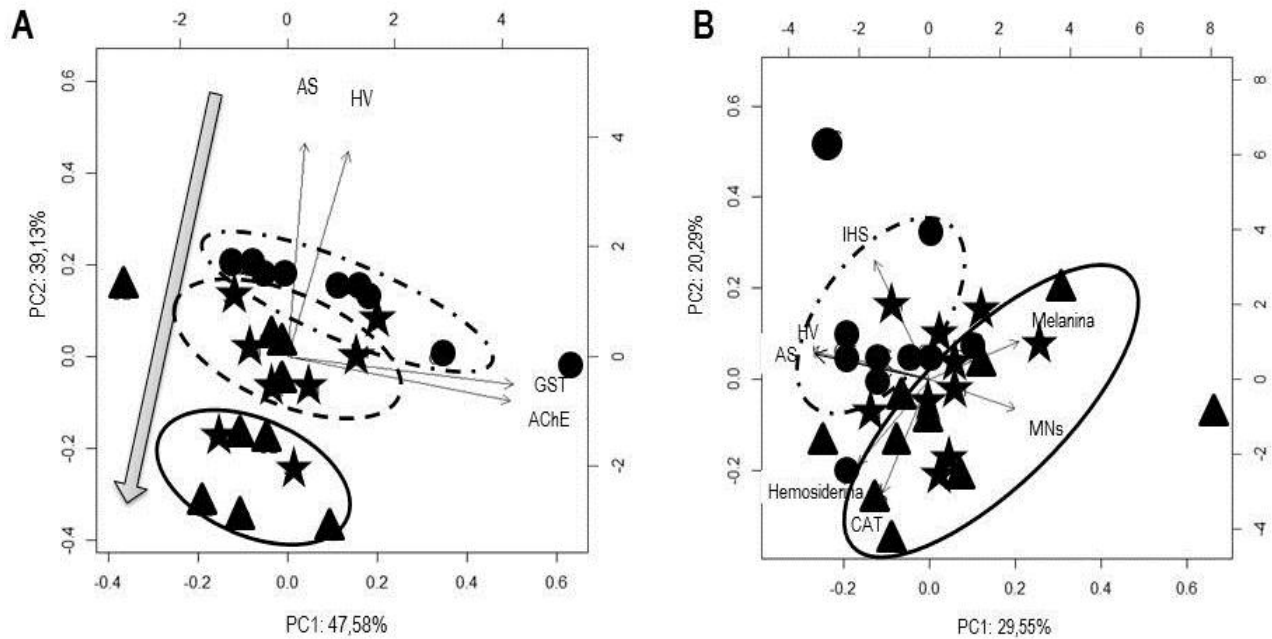 A
-2 0 2 4
0.6
0.4
0.2
0.0
-0.2
-0.4
PC2: 39,13%
AS HV
GST
AChE
4
2
0
-2
-0.4 -0.2 0.0 0.2 0.4 0.6
PC1: 47,58%
B
-4 -2 0 2 4 6 8
0.6
0.4
0.2
0.0
-0.2
PC2: 20,29%
IHS
HV
AS
Melanina
MNs
CAT
8
6
4
2
0
-2
-4
-0.2 0.0 0.2 0.4 0.6
PC1: 29,55%